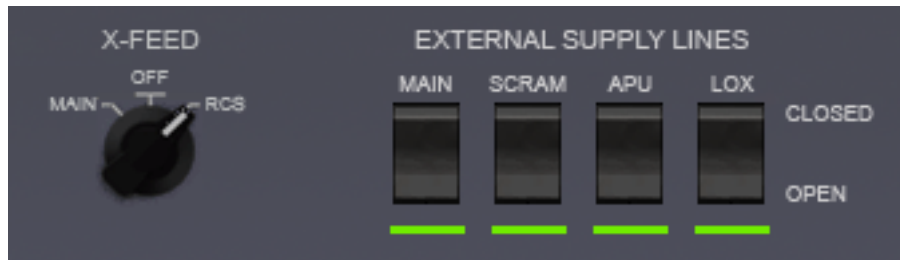 X-FEED
OFF
MAIN
RCS
EXTERNAL SUPPLY LINES
MAIN SCRAM APU LOX
CLOSED
OPEN